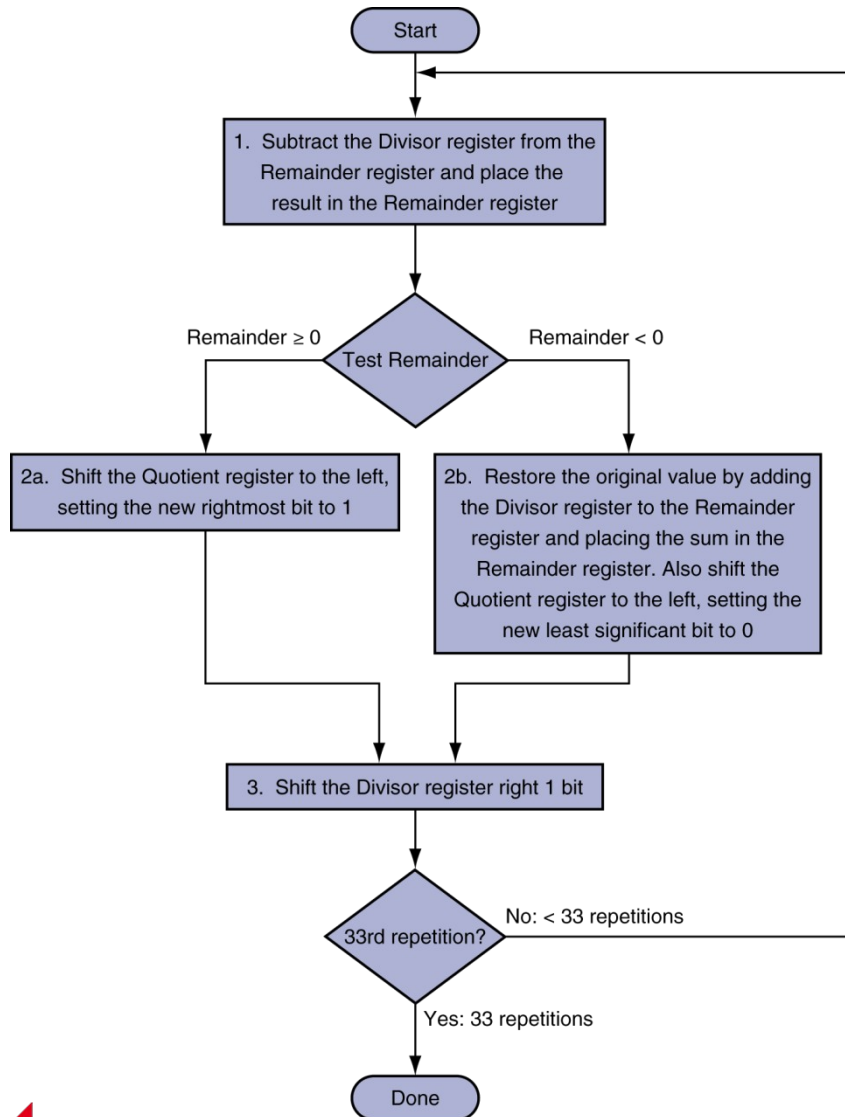 Start
1. Subtract the Divisor register from the
Remainder register and place the
result in the Remainder register
Remainder ≥ 0
Remainder < 0
Test Remainder
2a. Shift the Quotient register to the left,
setting the new rightmost bit to 1
2b. Restore the original value by adding
the Divisor register to the Remainder
register and placing the sum in the
Remainder register. Also shift the
Quotient register to the left, setting the
new least significant bit to 0
3. Shift the Divisor register right 1 bit
33rd repetition?
No: < 33 repetitions
Yes: 33 repetitions
Done